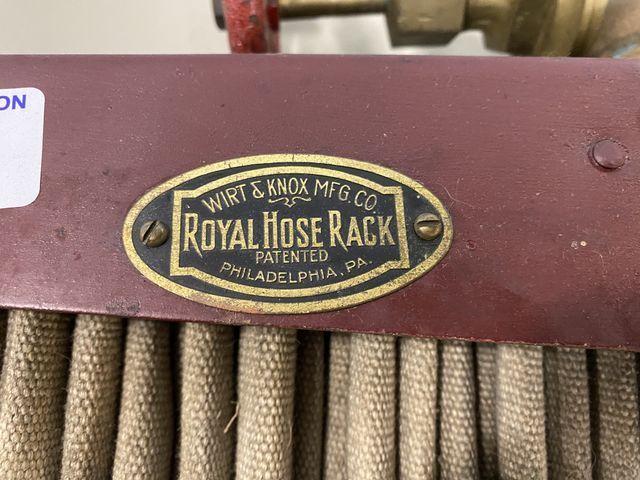 ON
WIRT & KNOX MFG. CO.
ROYAL HOSE RACK
PATENTED
PHILADELPHIA, PA.